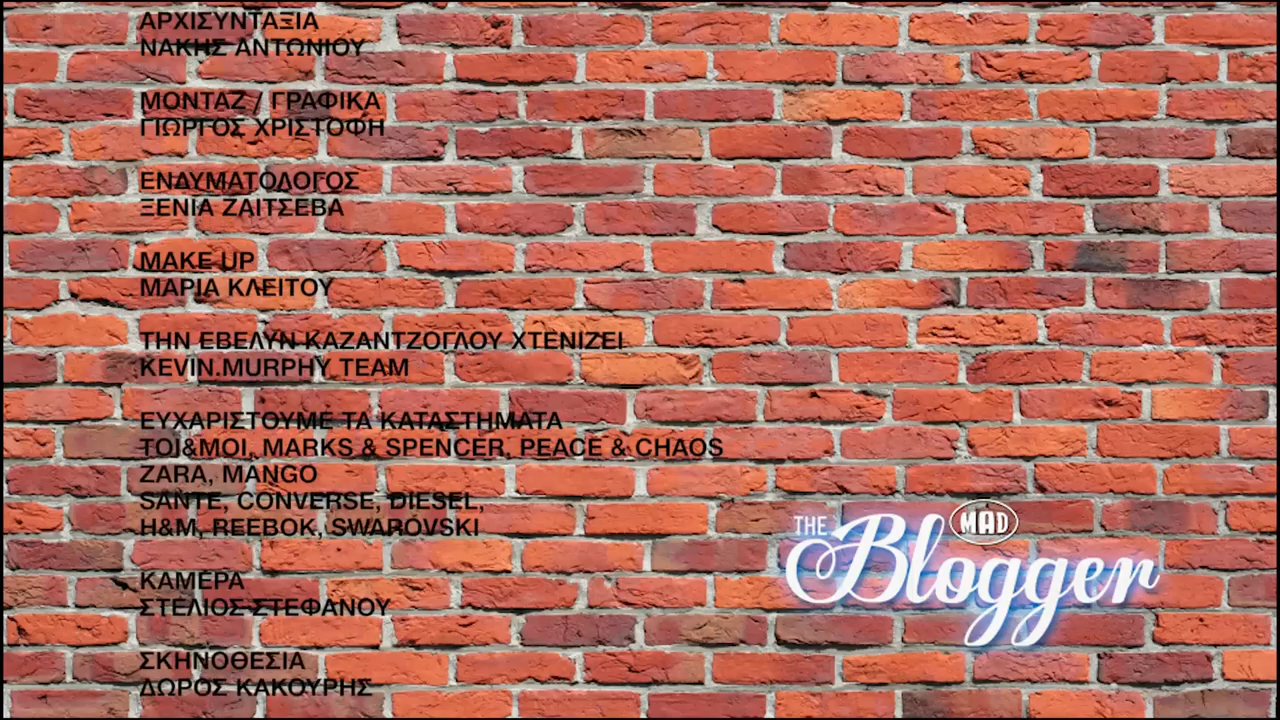 ΑΡΧΙΣΥΝΤΑΞΙΑ
ΝΑΚΗΣ ΑΝΤΩΝΙΟΥ
ΜΟΝΤΑΖ / ΓΡΑΦΙΚΑ
ΓΙΩΡΓΟΣ ΧΡΙΣΤΟΦΗ
ΕΝΔΥΜΑΤΟΛΟΓΟΣ
ΞΕΝΙΑ ΖΑΙΤΣΕΒΑ
MAKE UP
ΜΑΡΙΑ ΚΛΕΙΤΟΥ
ΤΗΝ ΕΒΕΛΥΝ ΚΑΖΑΝΤΖΟΓΛΟΥ ΧΤΕΝΙΖΕΙ
KEVIN.MURPHY TEAM
ΕΥΧΑΡΙΣΤΟΥΜΕ ΤΑ ΚΑΤΑΣΤΗΜΑΤΑ
TOI&MOI, MARKS & SPENCER, PEACE & CHAOS
ZARA, MANGO
SANTE, CONVERSE, DIESEL,
H&M, REEBOK, SWAROVSKI
ΚΑΜΕΡΑ
ΣΤΕΛΙΟΣ ΣΤΕΦΑΝΟΥ
ΣΚΗΝΟΘΕΣΙΑ
ΔΩΡΟΣ ΚΑΚΟΥΡΗΣ
THE MAD
Blogger